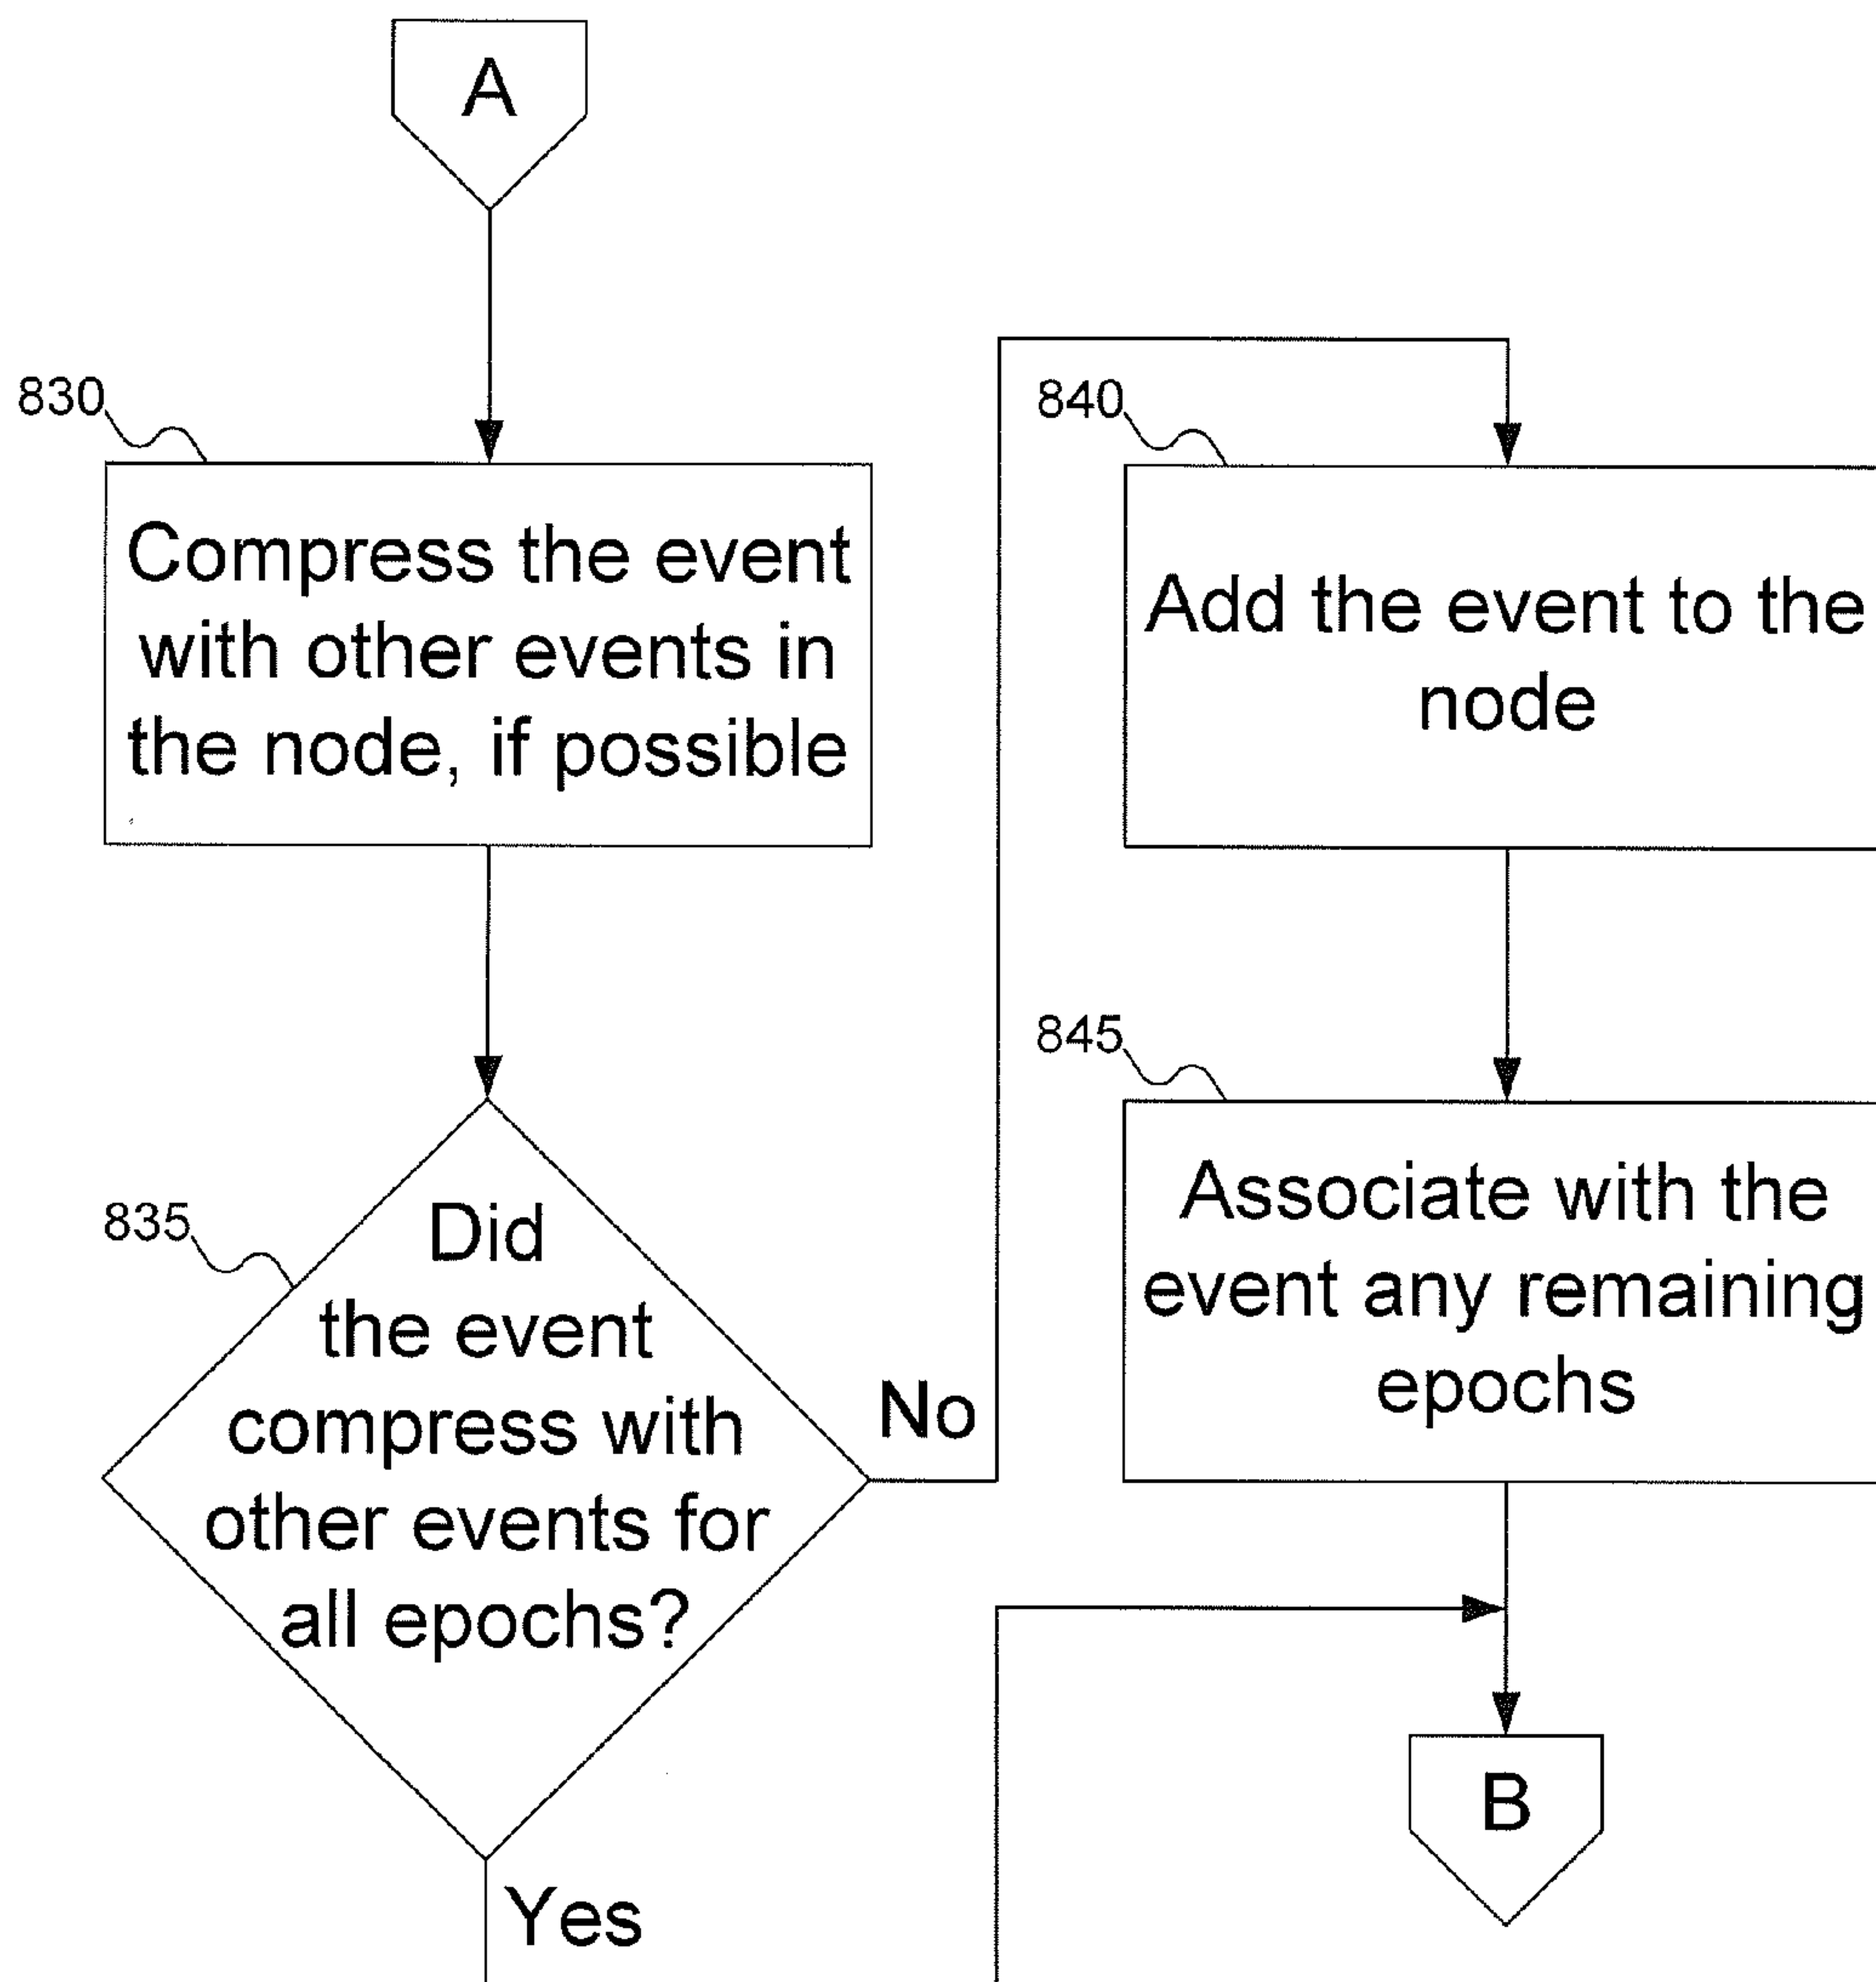 A
830
Compress the event
with other events in
the node, if possible
835
Did
the event
compress with
other events for
all epochs?
No
Yes
840
Add the event to the
node
845
Associate with the
event any remaining
epochs
B